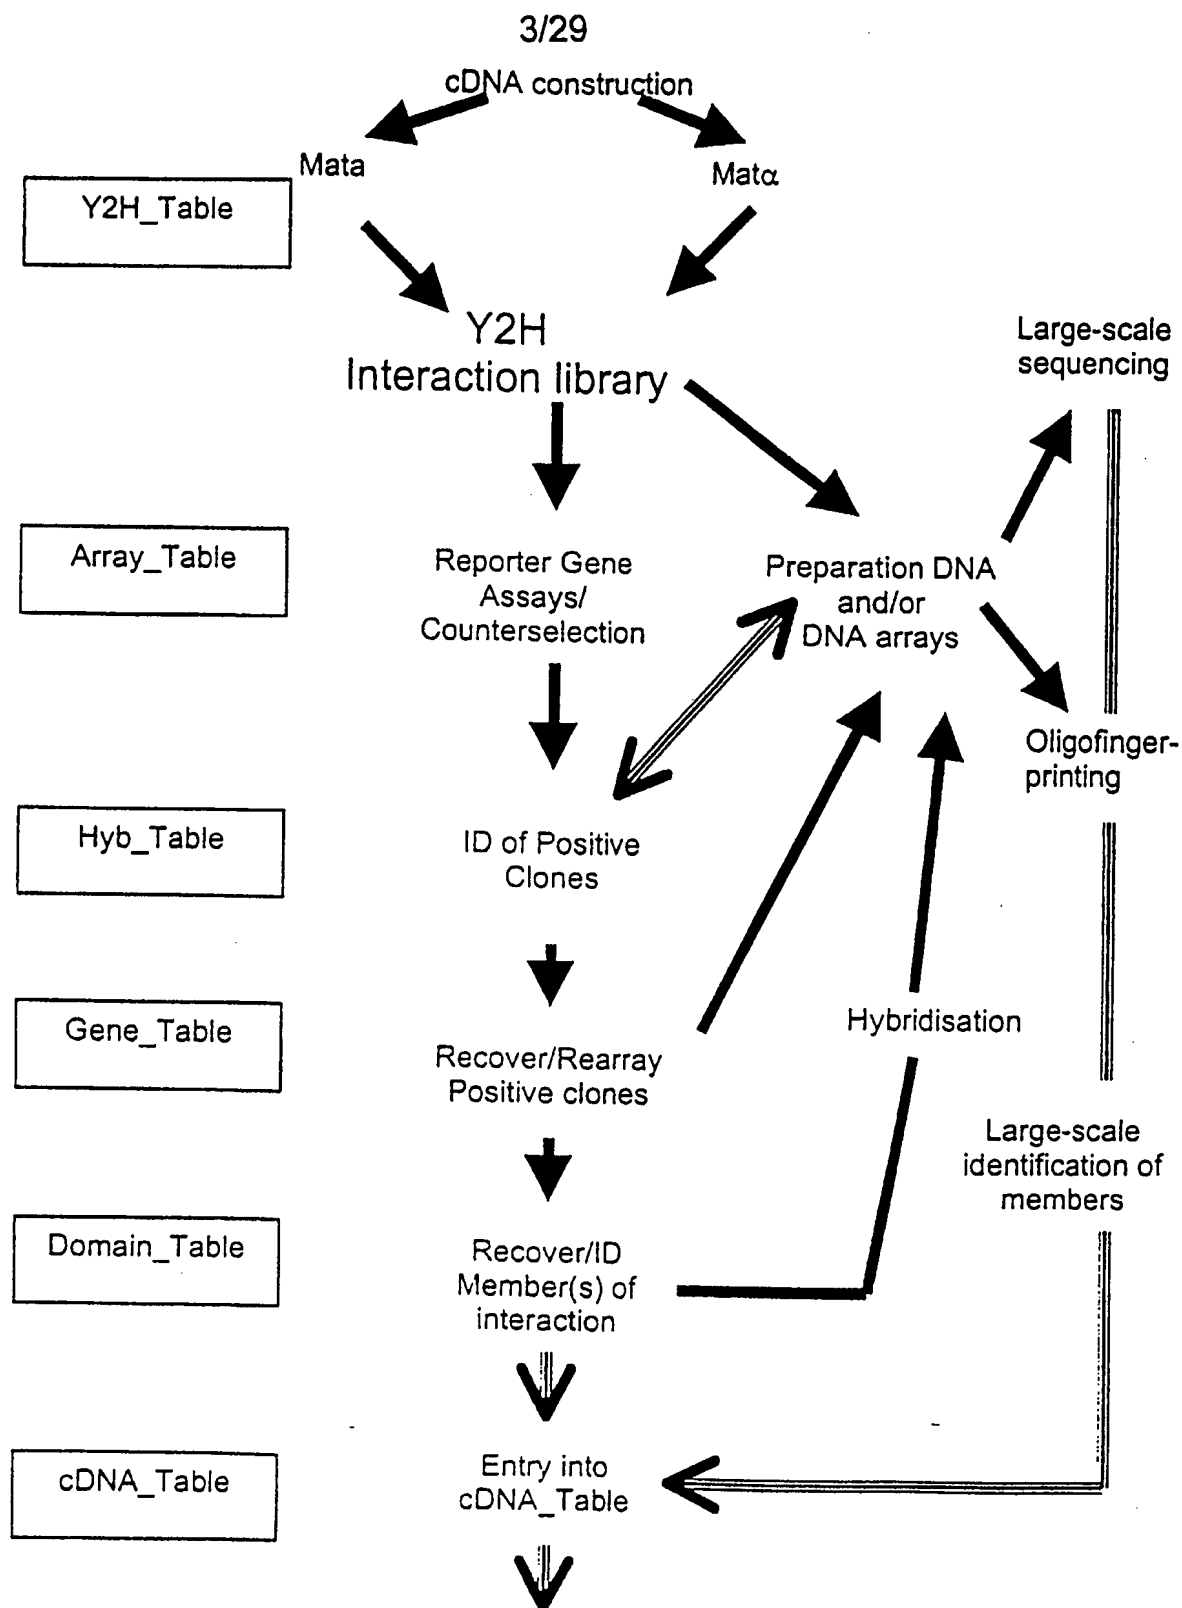 3/29
cDNA construction
Mata
Matα
Y2H_Table
Y2H
Interaction library
Large-scale
sequencing
Array_Table
Reporter Gene
Assays/
Counterselection
Preparation DNA
and/or
DNA arrays
Oligofinger-
printing
Hyb_Table
ID of Positive
Clones
Gene_Table
Recover/Rearray
Positive clones
Hybridisation
Large-scale
identification of
members
Domain_Table
Recover/ID
Member(s) of
interaction
cDNA_Table
Entry into
cDNA_Table